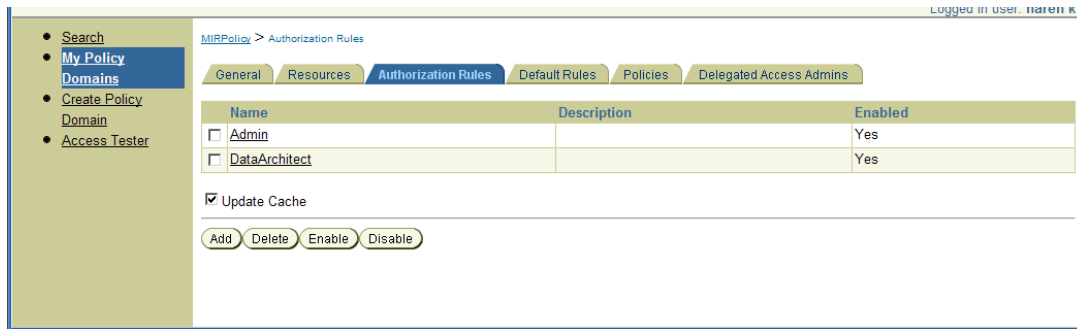 Logged in user: naren k
Search
My Policy
Domains
Create Policy
Domain
Access Tester
MIRPolicy > Authorization Rules
General Resources Authorization Rules Default Rules Policies Delegated Access Admins
Name Description Enabled
Admin Yes
DataArchitect Yes
Update Cache
Add Delete Enable Disable